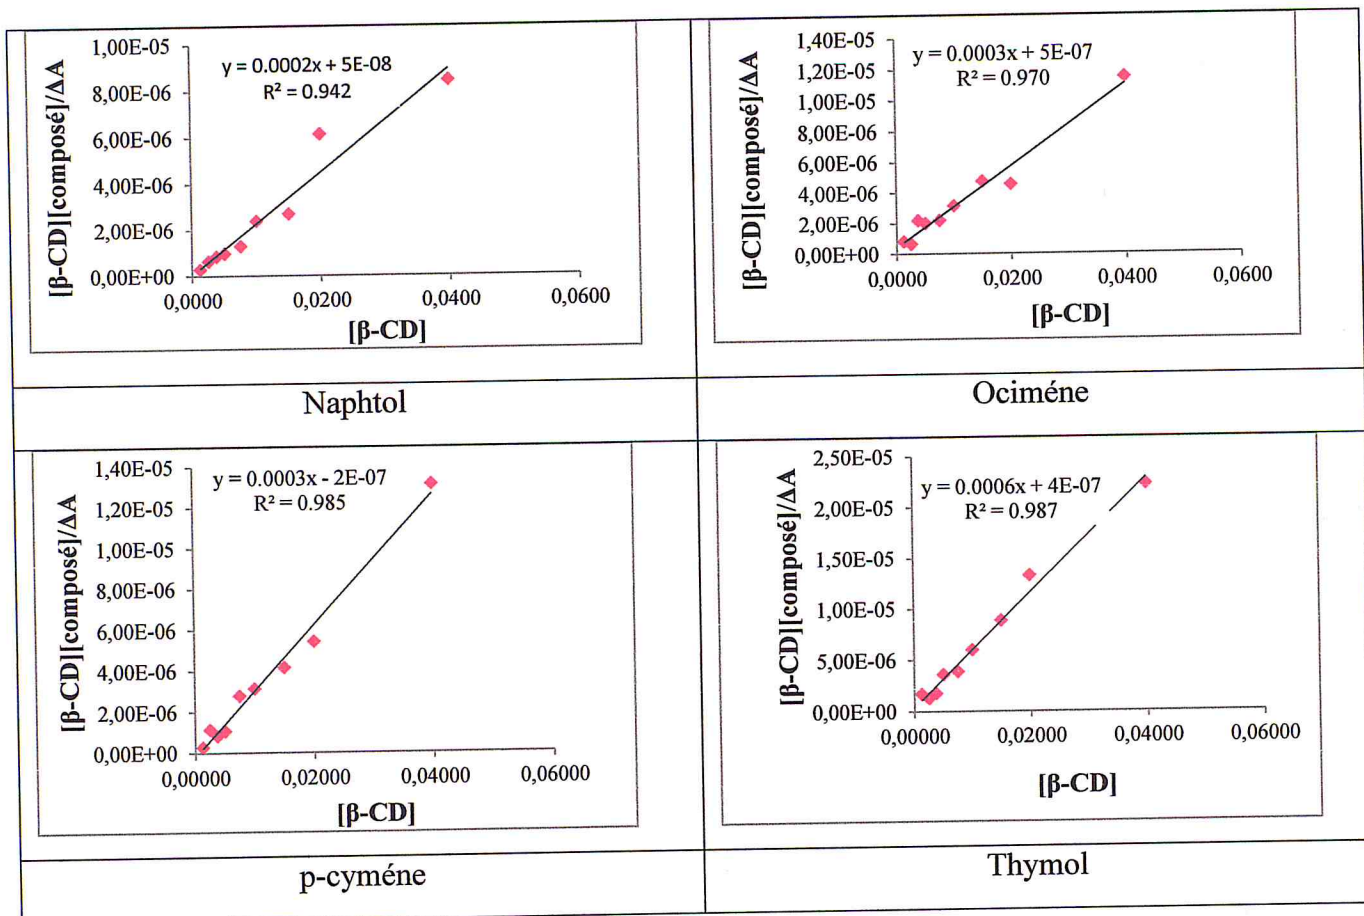 1,00E-05
8,00E-06
6,00E-06
4,00E-06
2,00E-06
0,00E+00
y = 0.0002x + 5E-08
R² = 0.942
[β-CD][composé]/ΔA
0,0000
0,0200
0,0400
0,0600
[β-CD]
Naphtol
1,40E-05
1,20E-05
1,00E-05
8,00E-06
6,00E-06
4,00E-06
2,00E-06
0,00E+00
y = 0.0003x + 5E-07
R² = 0.970
[β-CD][composé]/ΔA
0,0000
0,0200
0,0400
0,0600
[β-CD]
Ociméne
1,40E-05
1,20E-05
1,00E-05
8,00E-06
6,00E-06
4,00E-06
2,00E-06
0,00E+00
y = 0.0003x - 2E-07
R² = 0.985
[β-CD][composé]/ΔA
0,00000
0,02000
0,04000
0,06000
[β-CD]
p-cyméne
2,50E-05
2,00E-05
1,50E-05
1,00E-05
5,00E-06
0,00E+00
y = 0.0006x + 4E-07
R² = 0.987
[β-CD][composé]/ΔA
0,00000
0,02000
0,04000
0,06000
[β-CD]
Thymol